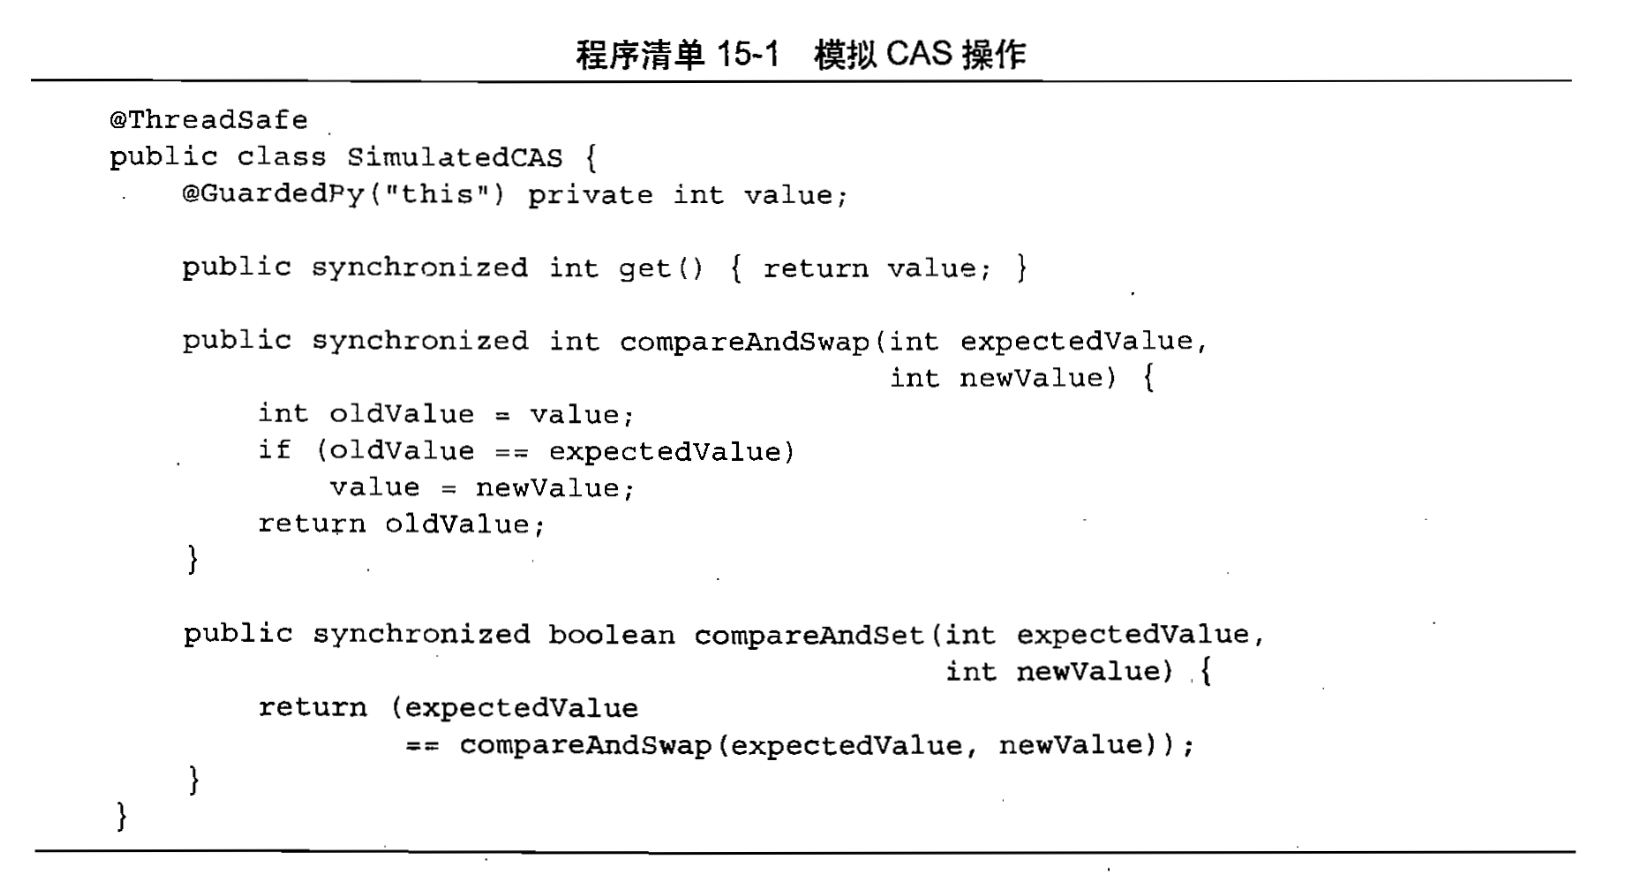 程序清单 15-1 模拟 CAS 操作
@ThreadSafe
public class SimulatedCAS {
    @GuardedPy("this") private int value;
    public synchronized int get() { return value; }
    public synchronized int compareAndSwap(int expectedValue,
                                           int newValue) {
        int oldValue = value;
        if (oldValue == expectedValue)
            value = newValue;
        return oldValue;
    }
    public synchronized boolean compareAndSet(int expectedValue,
                                              int newValue) {
        return (expectedValue
                == compareAndSwap(expectedValue, newValue));
    }
}